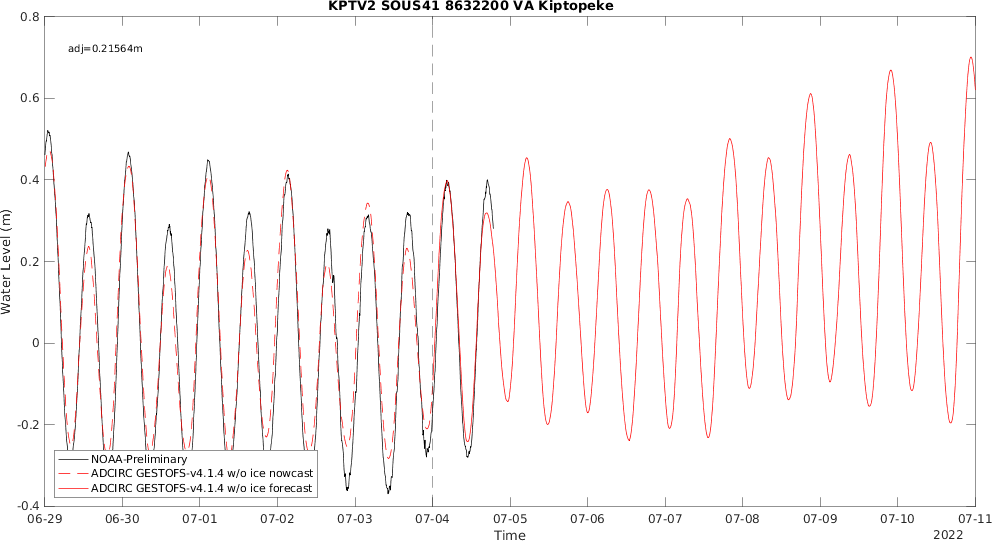 KPTV2 SOUS41 8632200 VA Kiptopeke
adj=0.21564m
0.8
0.6
0.4
0.2
0
-0.2
-0.4
Water Level (m)
NOAA-Preliminary
ADCIRC GESTOFS-v4.1.4 w/o ice nowcast
ADCIRC GESTOFS-v4.1.4 w/o ice forecast
06-29 06-30 07-01 07-02 07-03 07-04 07-05 07-06 07-07 07-08 07-09 07-10 07-11
Time
2022